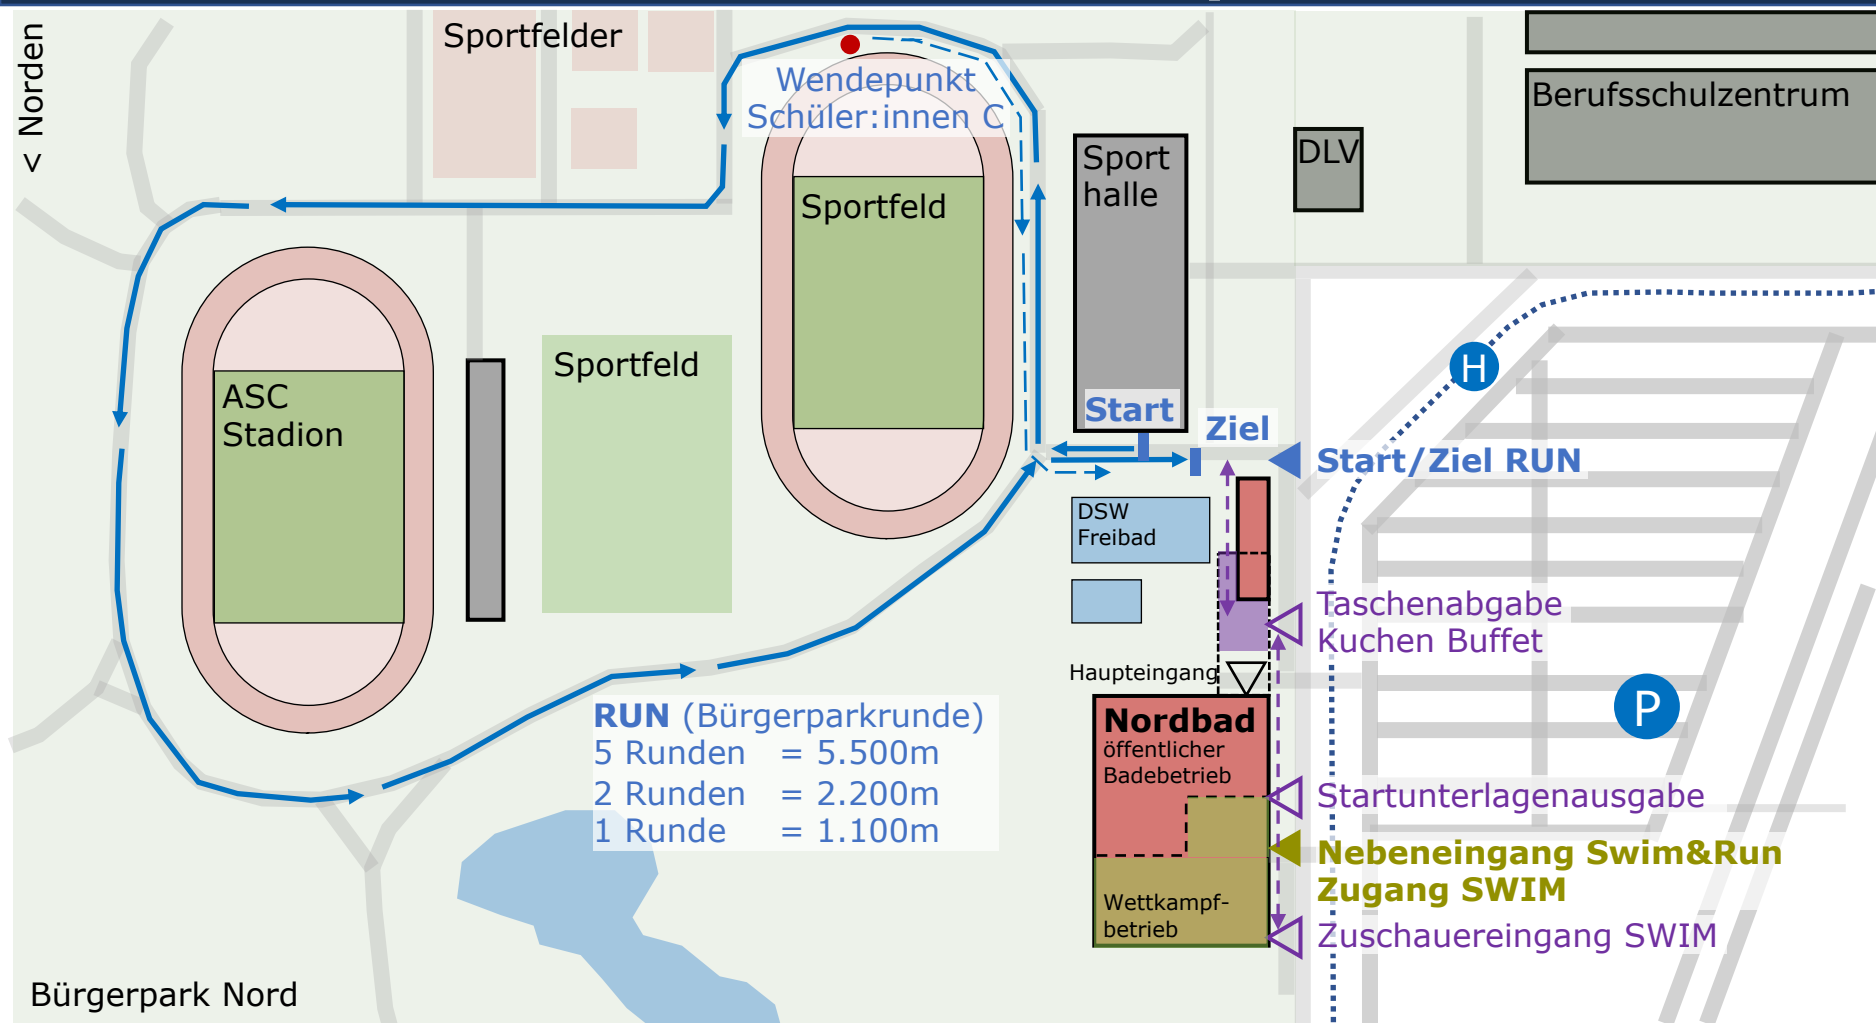 < Norden
Sportfelder
Wendepunkt
Schüler:innen C
Berufsschulzentrum
DLV
Sport
halle
Sportfeld
Sportfeld
ASC
Stadion
H
Start
Ziel
Start/Ziel RUN
DSW
Freibad
Taschenabgabe
Kuchen Buffet
Haupteingang
P
RUN (Bürgerparkrunde)
5 Runden = 5.500m
2 Runden = 2.200m
1 Runde = 1.100m
Nordbad
öffentlicher
Badebetrieb
Startunterlagenausgabe
Nebeneingang Swim&Run
Zugang SWIM
Wettkampf-
betrieb
Zuschauereingang SWIM
Bürgerpark Nord